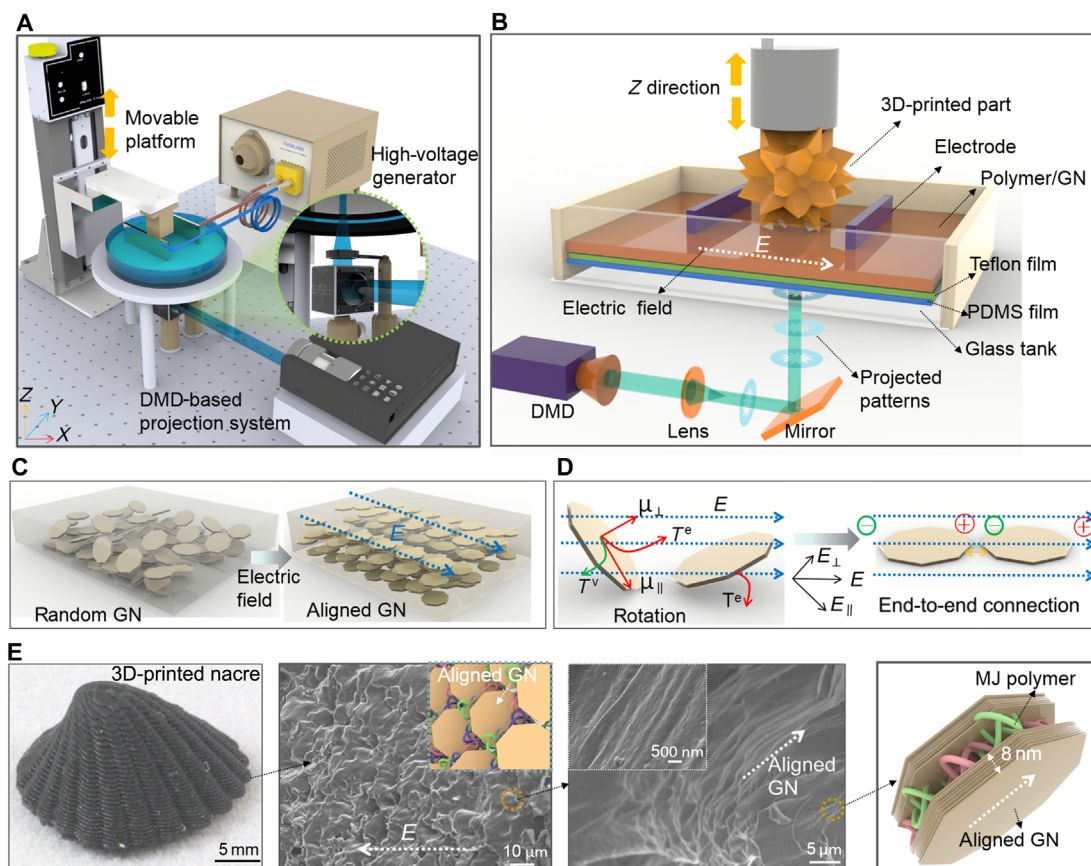 A
Movable
platform
THORLABS
High-voltage
generator
DMD-based
projection system
Z
Y
X
B
Z direction
3D-printed part
Electrode
Polymer/GN
E
Teflon film
Electric field
PDMS film
Glass tank
Projected
patterns
DMD
Lens
Mirror
C
E
Electric
field
Random GN
Aligned GN
D
μ⊥
E
Tᵉ
Tᵛ
μ∥
Tᵉ
Rotation
E⊥
E
E∥
− + − +
End-to-end connection
E
3D-printed nacre
5 mm
Aligned GN
E
10 μm
500 nm
Aligned
GN
5 μm
MJ polymer
8 nm
Aligned GN